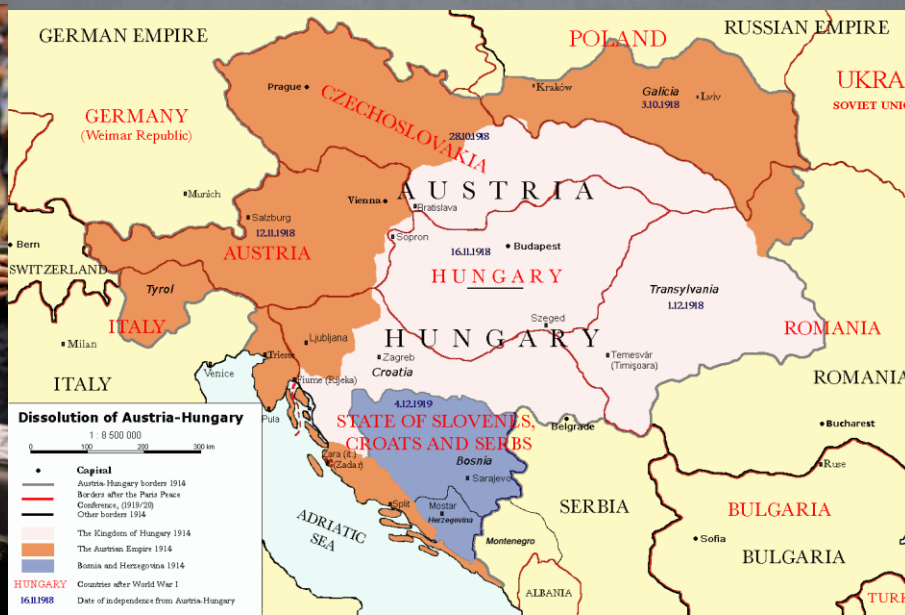 GERMAN EMPIRE
POLAND
RUSSIAN EMPIRE
Prague
Kraków
Galicia
3.10.1918
Lviv
UKRA
SOVIET UNIO
GERMANY
(Weimar Republic)
CZECHOSLOVAKIA
28.10.1918
Munich
Vienna
AUSTRIA
Bratislava
Salzburg
12.11.1918
Sopron
16.11.1918
Budapest
Bern
AUSTRIA
SWITZERLAND
HUNGARY
Transylvania
1.12.1918
Tyrol
ITALY
Szeged
ROMANIA
HUNGARY
Milan
Ljubljana
Trieste
Zagreb
Croatia
Temesvár
(Timișoara)
Venice
ITALY
Fiume (Rijeka)
ROMANIA
4.12.1919
Pula
STATE OF SLOVENES,
CROATS AND SERBS
Belgrade
Bucharest
Zara (it.)
(Zadar)
Bosnia
Sarajevo
Ruse
Split
Mostar
Herzegovina
SERBIA
BULGARIA
ADRIATIC
SEA
Montenegro
Sofia
BULGARIA
ALBANIA
TURK
Dissolution of Austria-Hungary
1 : 8 500 000
0 100 200 300 km
Capital
Austria-Hungary borders 1914
Borders after the Paris Peace
Conference, (1919/20)
Other borders 1914
The Kingdom of Hungary 1914
The Austrian Empire 1914
Bosnia and Herzegovina 1914
HUNGARY Countries after World War I
16.11.1918 Date of independence from Austria-Hungary